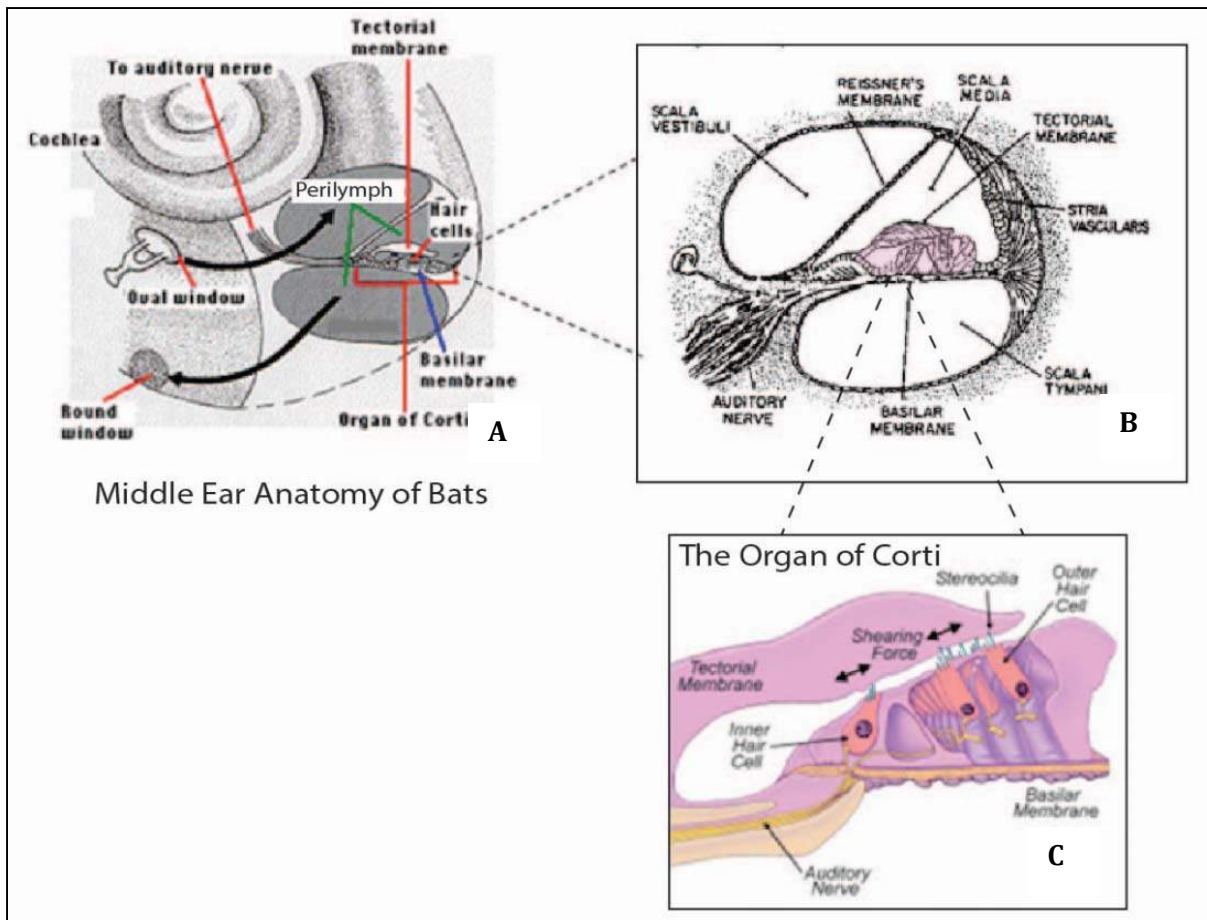 Tectorial
membrane
To auditory nerve
Cochlea
Perilymph
Hair
cells
Oval window
Basilar
membrane
Round
window
Organ of Corti
A
Middle Ear Anatomy of Bats
REISSNER'S
MEMBRANE
SCALA
MEDIA
SCALA
VESTIBULI
TECTORIAL
MEMBRANE
STRIA
VASCULARIS
SCALA
TYMPANI
AUDITORY
NERVE
BASILAR
MEMBRANE
B
The Organ of Corti
Stereocilia
Outer
Hair
Cell
Shearing
Force
Tectorial
Membrane
Inner
Hair
Cell
Basilar
Membrane
Auditory
Nerve
C